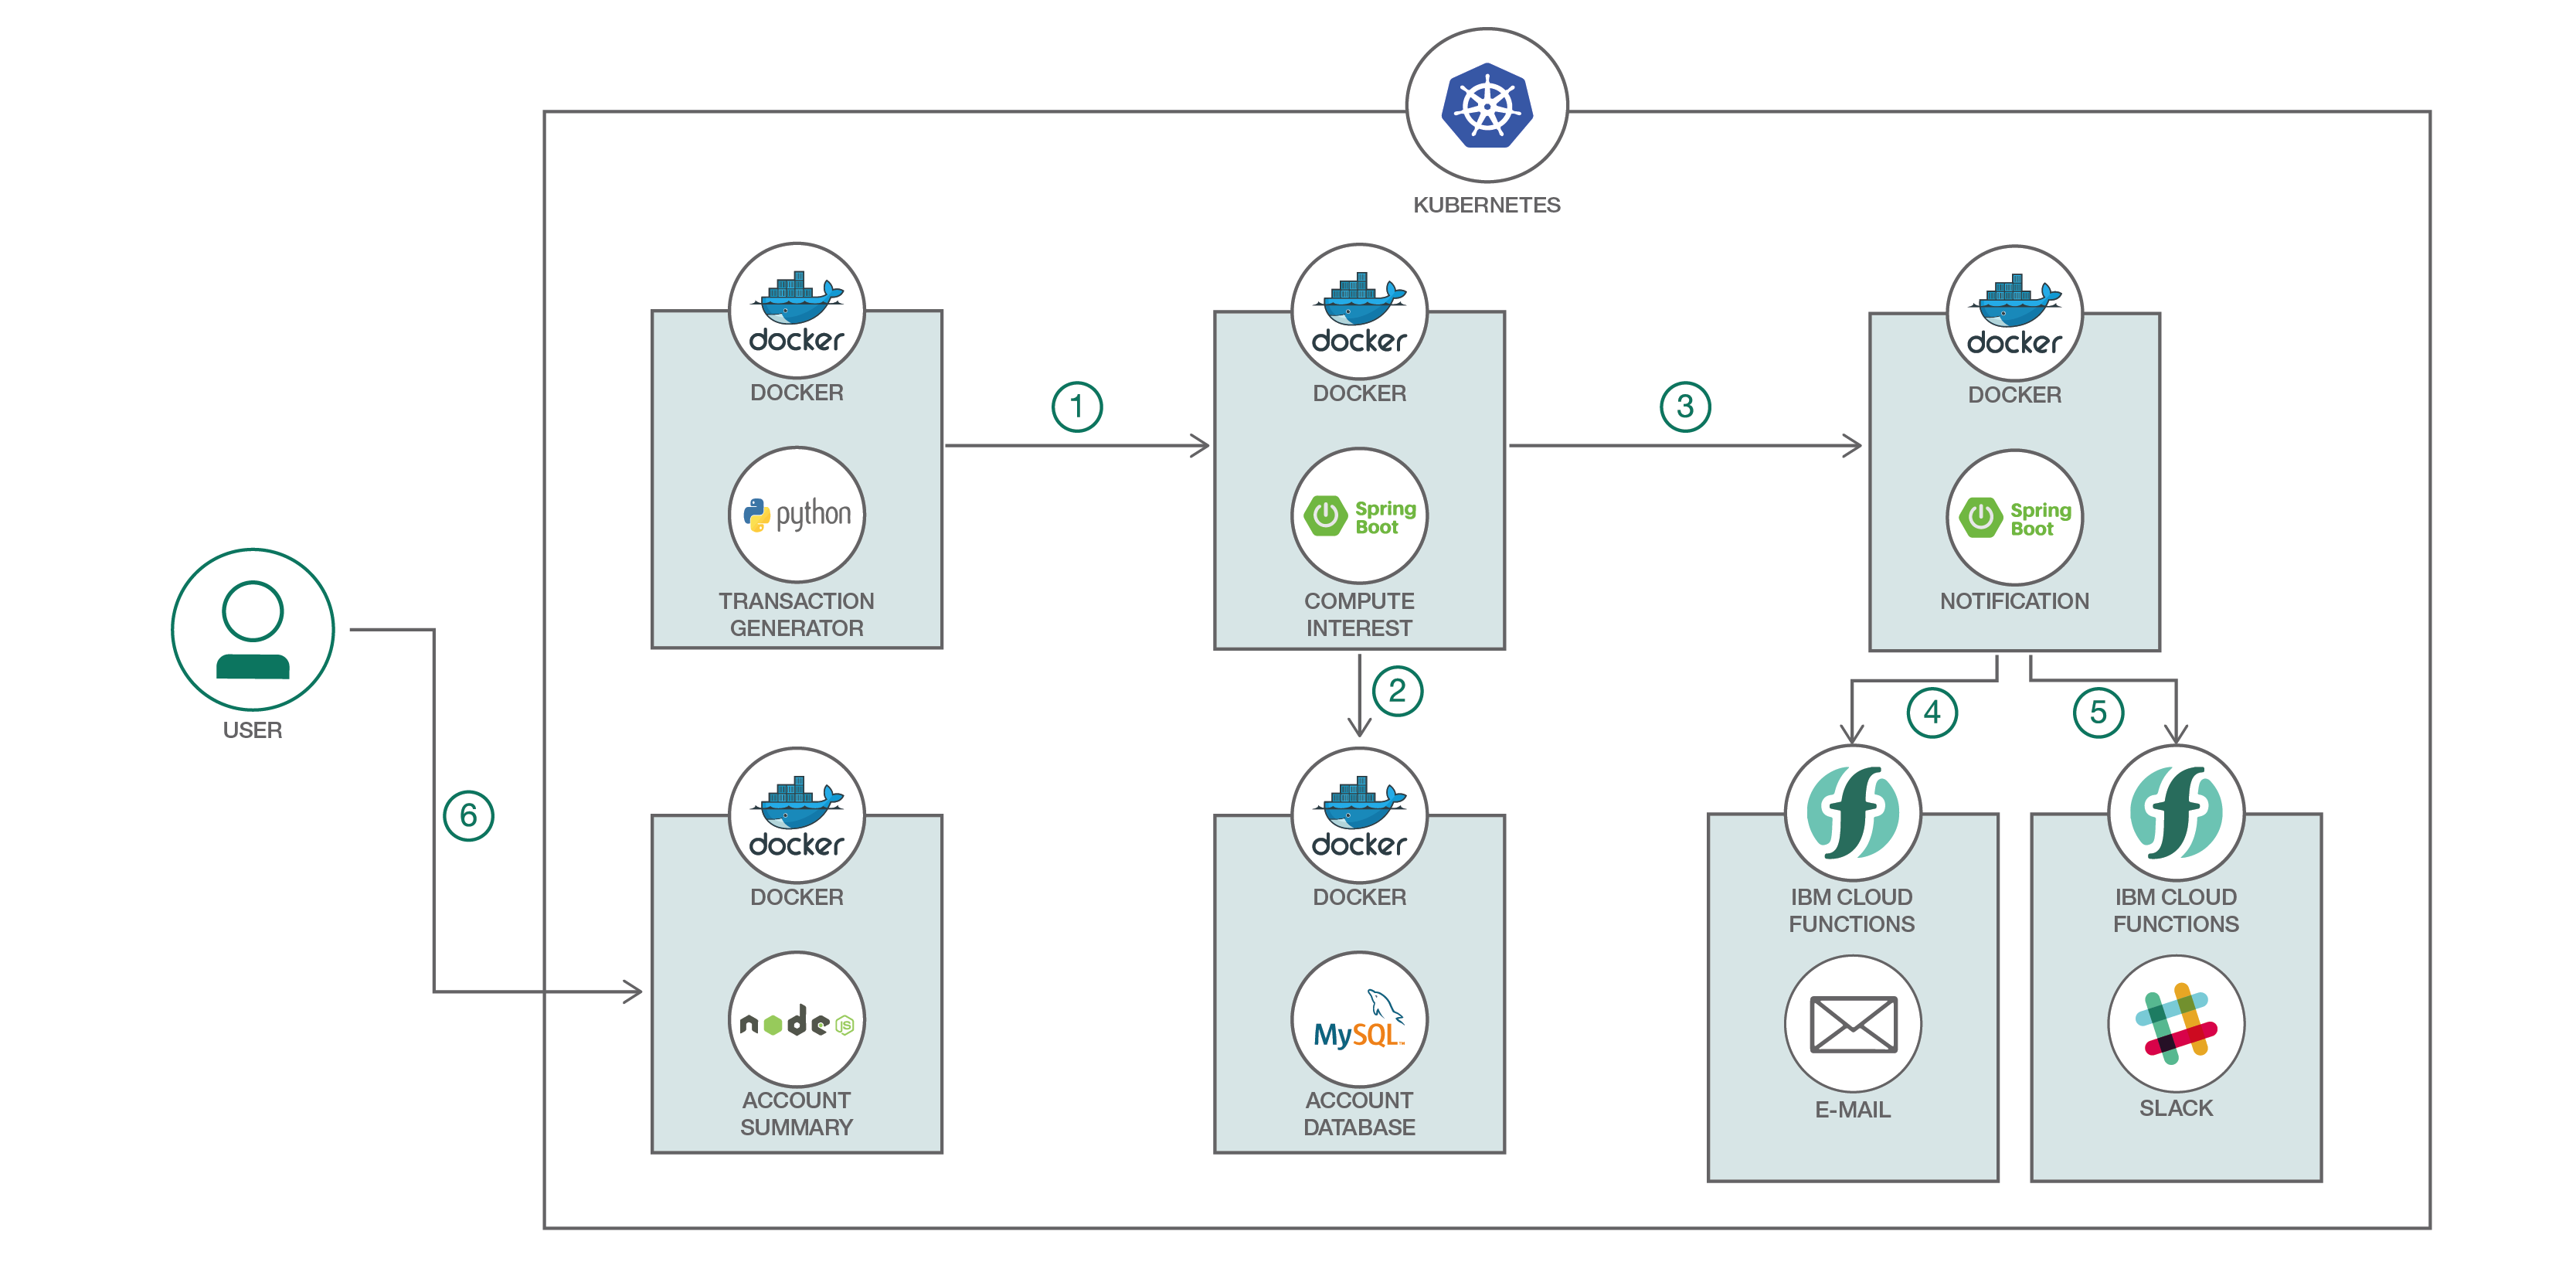 KUBERNETES
docker
DOCKER
python
TRANSACTION
GENERATOR
1
docker
DOCKER
Spring
Boot
COMPUTE
INTEREST
3
docker
DOCKER
Spring
Boot
NOTIFICATION
USER
2
4
5
6
docker
DOCKER
node
JS
ACCOUNT
SUMMARY
docker
DOCKER
MySQL™
ACCOUNT
DATABASE
IBM CLOUD
FUNCTIONS
E-MAIL
IBM CLOUD
FUNCTIONS
SLACK